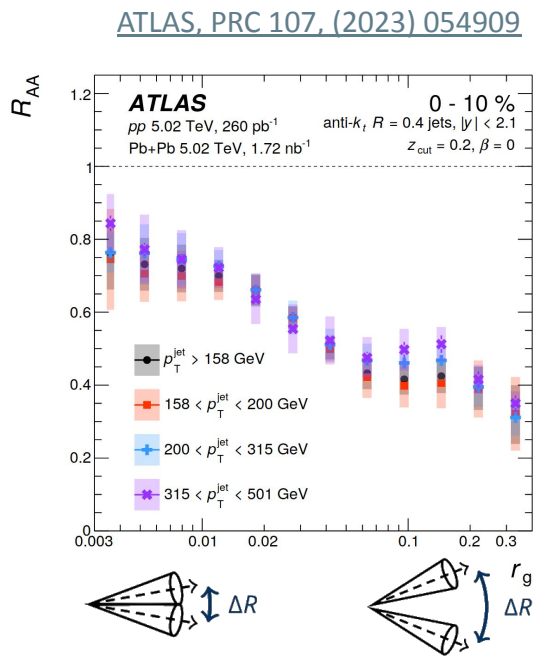 ATLAS, PRC 107, (2023) 054909
R_AA
ATLAS
0 - 10 %
pp 5.02 TeV, 260 pb⁻¹
anti-k_t R = 0.4 jets, |y| < 2.1
Pb+Pb 5.02 TeV, 1.72 nb⁻¹
z_cut = 0.2, β = 0
1.2
1
0.8
0.6
0.4
0.2
0
p_T^jet > 158 GeV
158 < p_T^jet < 200 GeV
200 < p_T^jet < 315 GeV
315 < p_T^jet < 501 GeV
0.003
0.01
0.02
0.1
0.2
0.3
r_g
ΔR
ΔR